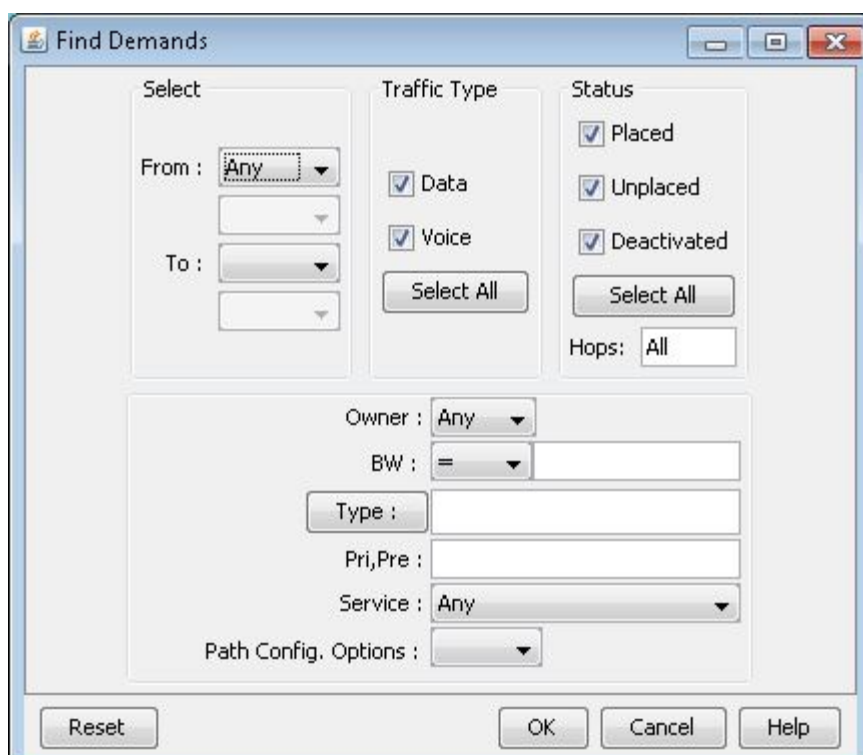 Find Demands
Select
From :
Any
To :
Traffic Type
Data
Voice
Select All
Status
Placed
Unplaced
Deactivated
Select All
Hops: All
Owner : Any
BW : =
Type :
Pri,Pre :
Service : Any
Path Config. Options :
Reset OK Cancel Help